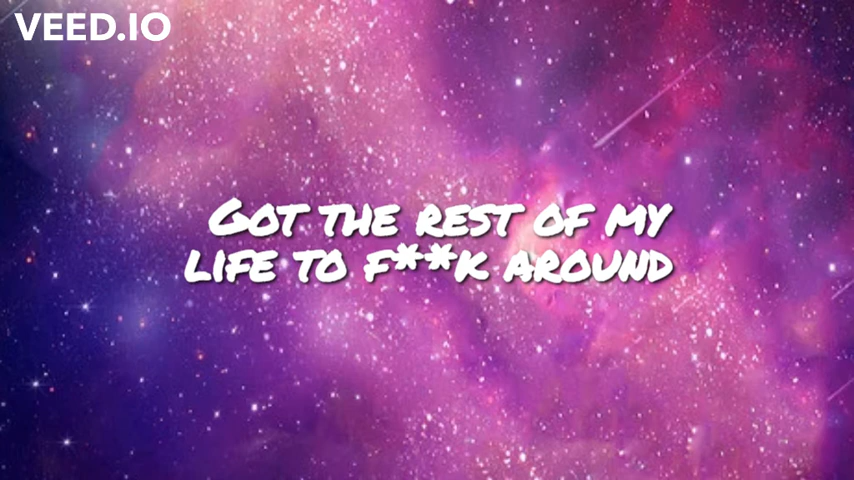 VEED.IO
GOT THE REST OF MY
LIFE TO F**K AROUND